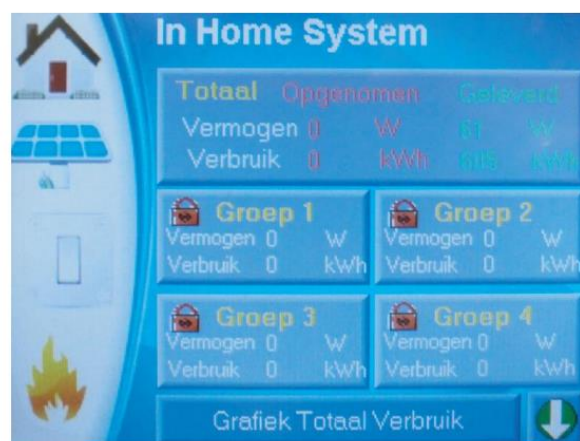 In Home System
Totaal Opgenomen Geleverd
Vermogen 0 W 61 W
Verbruik 0 kWh kWh
Groep 1
Vermogen 0 W
Verbruik 0 kWh
Groep 2
Vermogen 0 W
Verbruik 0 kWh
Groep 3
Vermogen 0 W
Verbruik 0 kWh
Groep 4
Vermogen 0 W
Verbruik 0 kWh
Grafiek Totaal Verbruik